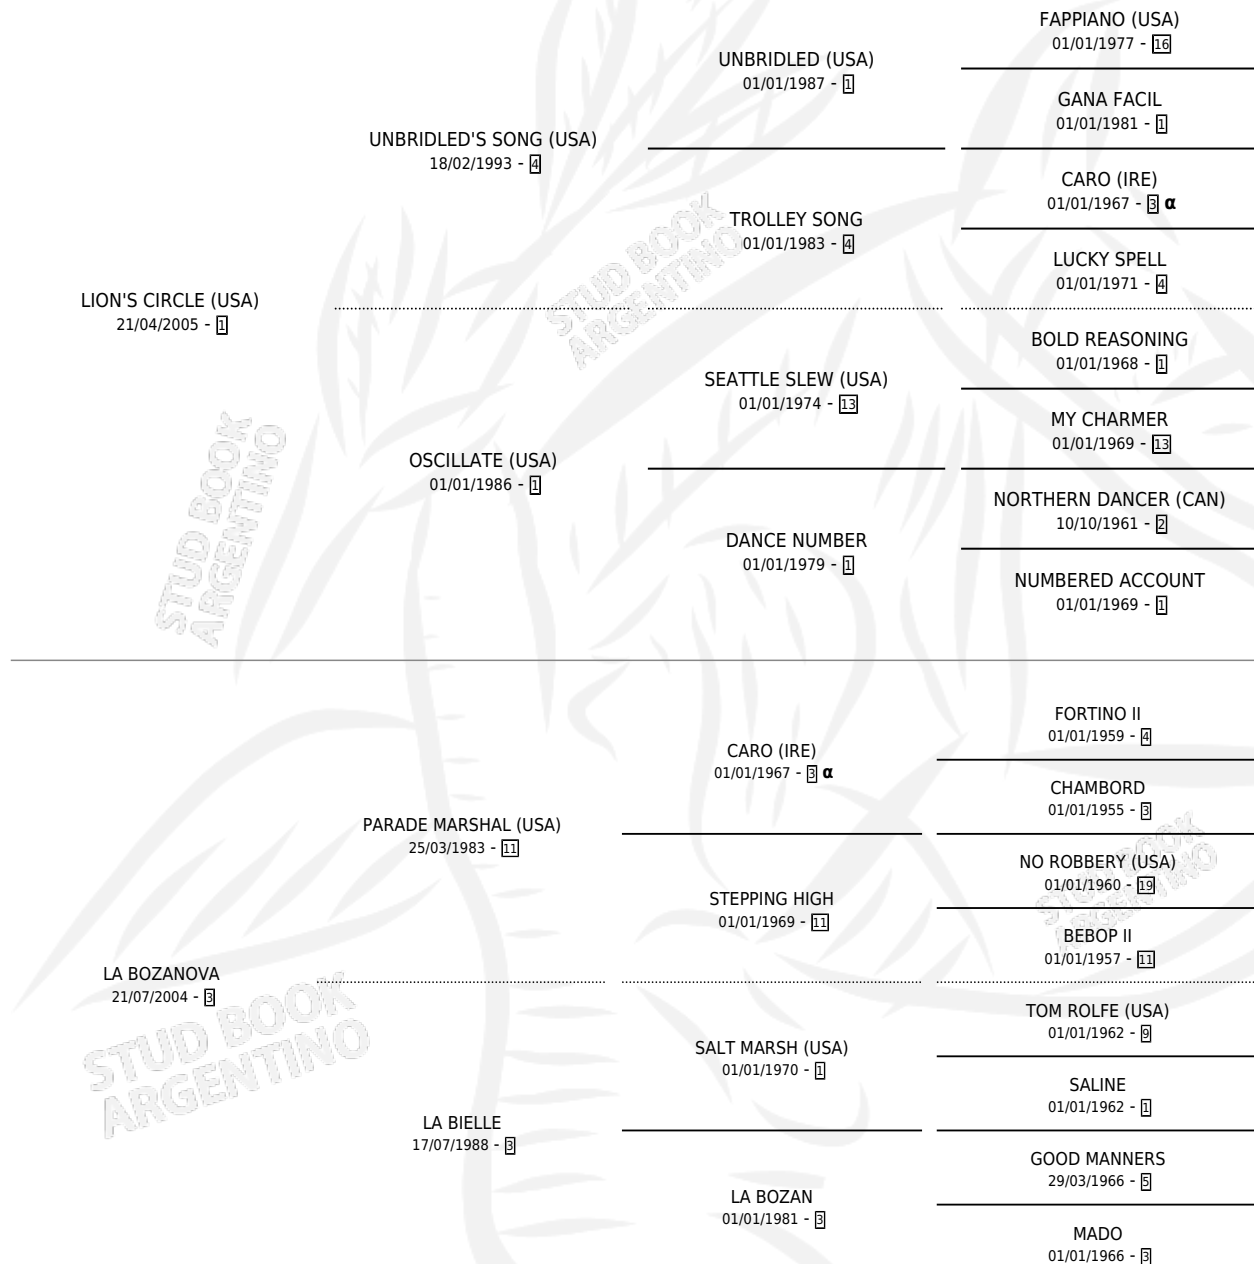 FAPPIANO (USA)
01/01/1977 - 16
UNBRIDLED (USA)
01/01/1987 - 1
GANA FACIL
01/01/1981 - 1
UNBRIDLED'S SONG (USA)
18/02/1993 - 4
CARO (IRE)
01/01/1967 - 3 α
TROLLEY SONG
01/01/1983 - 4
LUCKY SPELL
01/01/1971 - 4
LION'S CIRCLE (USA)
21/04/2005 - 1
BOLD REASONING
01/01/1968 - 1
SEATTLE SLEW (USA)
01/01/1974 - 13
MY CHARMER
01/01/1969 - 13
OSCILLATE (USA)
01/01/1986 - 1
NORTHERN DANCER (CAN)
10/10/1961 - 2
DANCE NUMBER
01/01/1979 - 1
NUMBERED ACCOUNT
01/01/1969 - 1
FORTINO II
01/01/1959 - 4
CARO (IRE)
01/01/1967 - 3 α
CHAMBORD
01/01/1955 - 3
PARADE MARSHAL (USA)
25/03/1983 - 11
NO ROBBERY (USA)
01/01/1960 - 19
STEPPING HIGH
01/01/1969 - 11
BEBOP II
01/01/1957 - 11
LA BOZANOVA
21/07/2004 - 3
TOM ROLFE (USA)
01/01/1962 - 9
SALT MARSH (USA)
01/01/1970 - 1
SALINE
01/01/1962 - 1
LA BIELLE
17/07/1988 - 3
GOOD MANNERS
29/03/1966 - 5
LA BOZAN
01/01/1981 - 3
MADO
01/01/1966 - 3
STUD BOOK
ARGENTINO
STUD BOOK
ARGENTINO
STUD BOOK
ARGENTINO
STUD BOOK
ARGENTINO